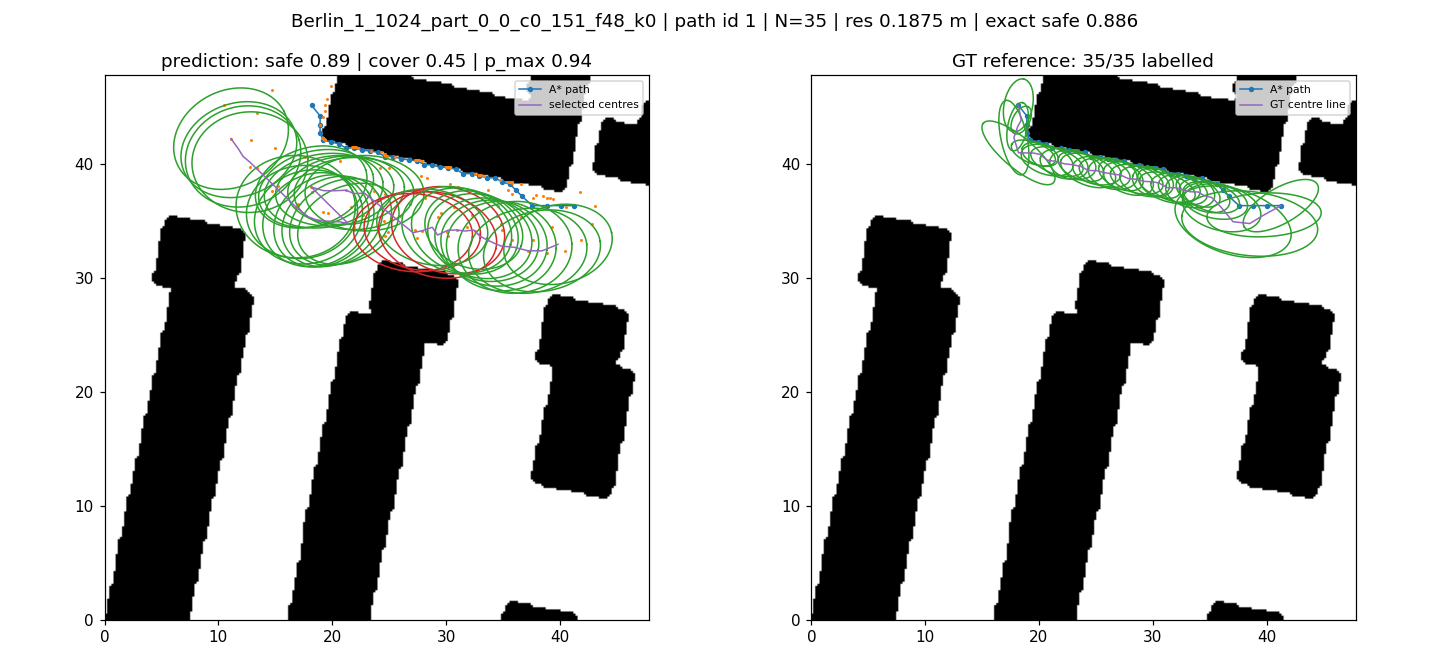 Berlin_1_1024_part_0_0_c0_151_f48_k0 | path id 1 | N=35 | res 0.1875 m | exact safe 0.886
prediction: safe 0.89 | cover 0.45 | p_max 0.94
A* path
selected centres
40
30
20
10
0
0 10 20 30 40
GT reference: 35/35 labelled
A* path
GT centre line
40
30
20
10
0
0 10 20 30 40